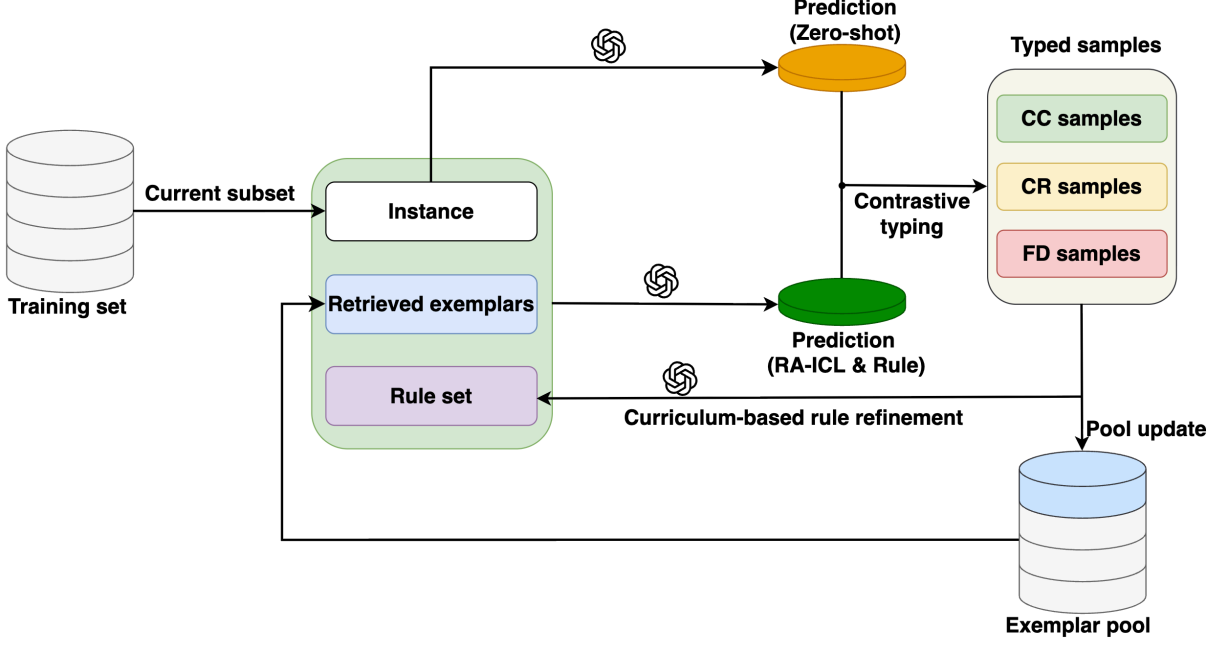 Prediction
(Zero-shot)
Typed samples
CC samples
CR samples
FD samples
Current subset
Instance
Contrastive
typing
Training set
Retrieved exemplars
Prediction
(RA-ICL & Rule)
Rule set
Curriculum-based rule refinement
Pool update
Exemplar pool